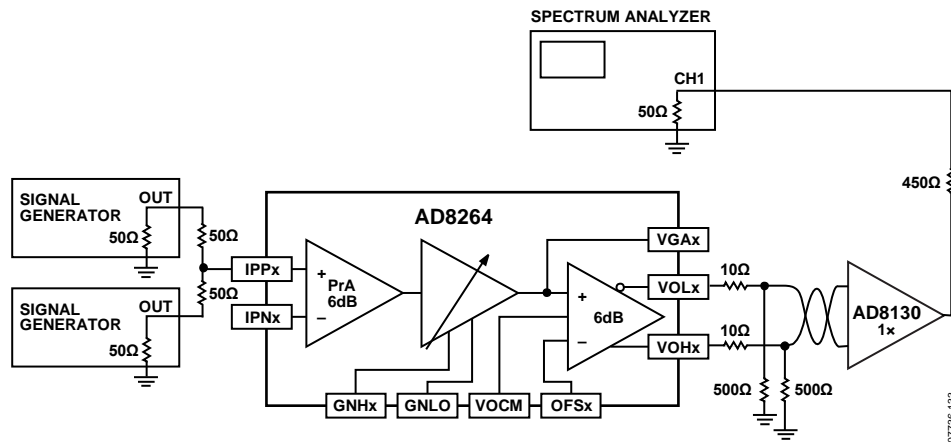 SPECTRUM ANALYZER
CH1
50Ω
450Ω
SIGNAL
GENERATOR
OUT
50Ω
50Ω
SIGNAL
GENERATOR
OUT
50Ω
50Ω
AD8264
IPPx
IPNx
+
PrA
6dB
–
+
6dB
–
VGAx
VOLx
VOHx
10Ω
10Ω
500Ω
500Ω
AD8130
1×
GNHx
GNLO
VOCM
OFSx